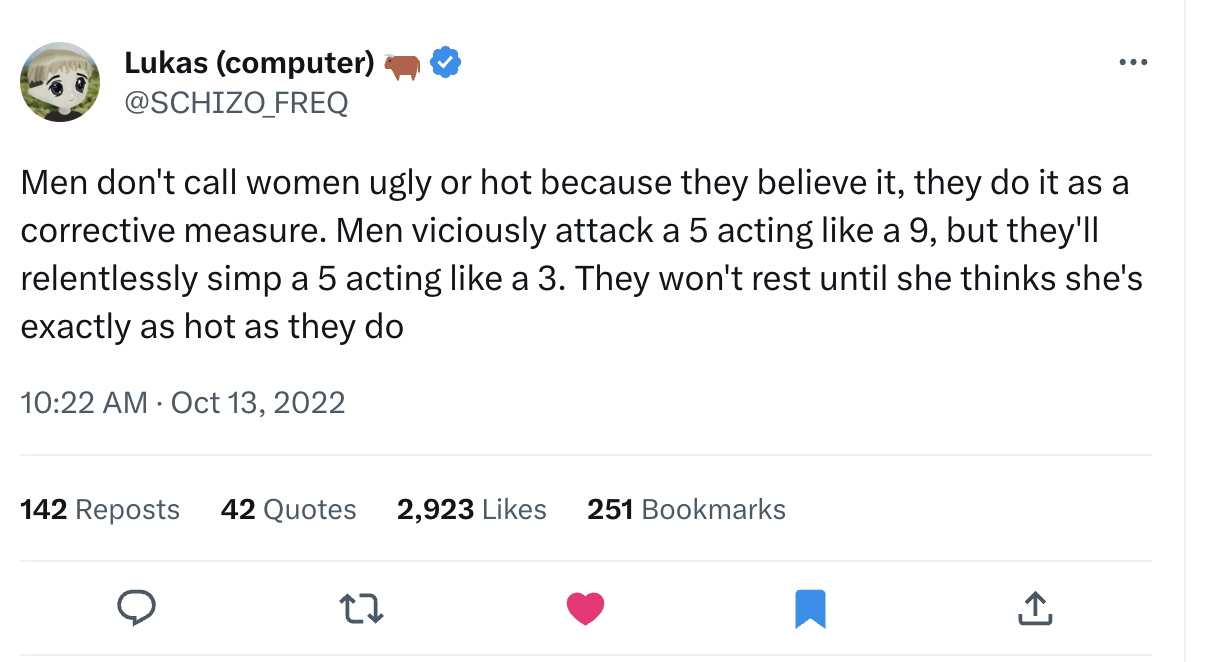 Lukas (computer) 🐂
@SCHIZO_FREQ
Men don't call women ugly or hot because they believe it, they do it as a
corrective measure. Men viciously attack a 5 acting like a 9, but they'll
relentlessly simp a 5 acting like a 3. They won't rest until she thinks she's
exactly as hot as they do
10:22 AM · Oct 13, 2022
142 Reposts 42 Quotes 2,923 Likes 251 Bookmarks